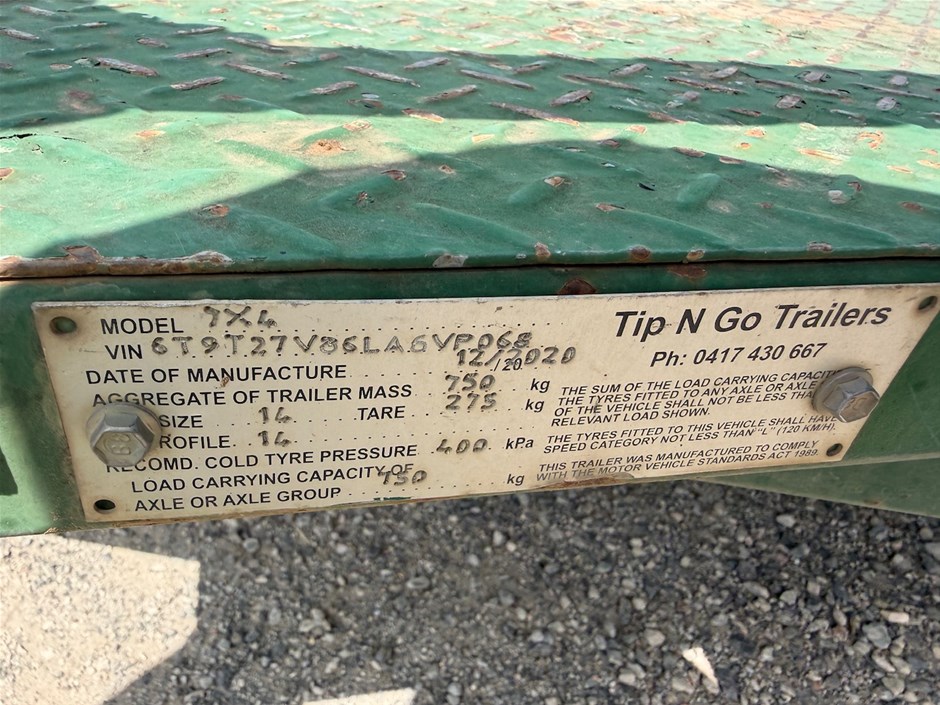 MODEL 7X4
VIN 6T9T27V86LA6VP068
DATE OF MANUFACTURE 12/2020 /20
AGGREGATE OF TRAILER MASS 750 kg
SIZE 14 TARE 275 kg
ROFILE 14
RECOMD. COLD TYRE PRESSURE 400 kPa
LOAD CARRYING CAPACITY OF
AXLE OR AXLE GROUP 750 kg
Tip N Go Trailers
Ph: 0417 430 667
THE SUM OF THE LOAD CARRYING CAPACITI
THE TYRES FITTED TO ANY AXLE OR AXLE
OF THE VEHICLE SHALL NOT BE LESS THA
RELEVANT LOAD SHOWN.
THE TYRES FITTED TO THIS VEHICLE SHALL HAVE
SPEED CATEGORY NOT LESS THAN "L" (120 KM/H).
THIS TRAILER WAS MANUFACTURED TO COMPLY
WITH THE MOTOR VEHICLE STANDARDS ACT 1989.